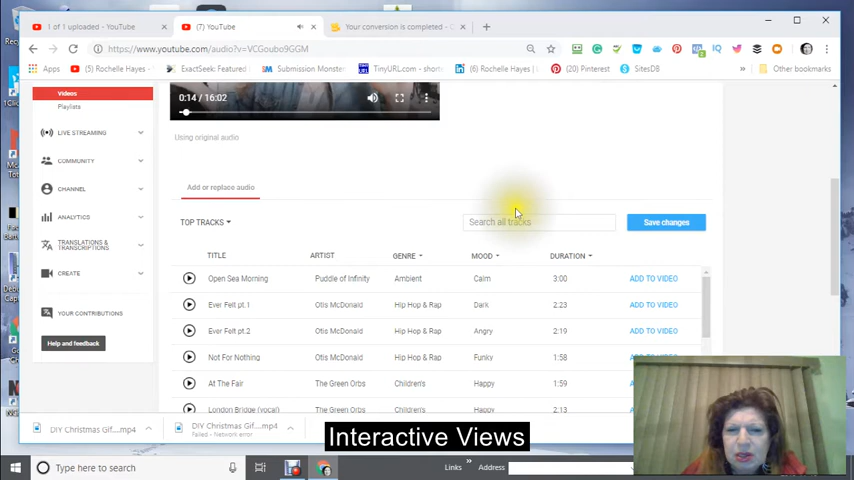 1 of 1 uploaded - YouTube
(7) YouTube
Your conversion is completed - C
https://www.youtube.com/audio?v=VCGoubo9GGM
Apps
(5) Rochelle Hayes -
ExactSeek: Featured
Submission Monster
TinyURL.com - shorte
(6) Rochelle Hayes
(20) Pinterest
SitesDB
Other bookmarks
Videos
Playlists
LIVE STREAMING
COMMUNITY
CHANNEL
ANALYTICS
TRANSLATIONS &
TRANSCRIPTIONS
CREATE
YOUR CONTRIBUTIONS
Help and feedback
0:14 / 16:02
Using original audio
Add or replace audio
TOP TRACKS
Search all tracks
Save changes
TITLE ARTIST GENRE MOOD DURATION
Open Sea Morning Puddle of Infinity Ambient Calm 3:00 ADD TO VIDEO
Ever Felt pt.1 Otis McDonald Hip Hop & Rap Dark 2:23 ADD TO VIDEO
Ever Felt pt.2 Otis McDonald Hip Hop & Rap Angry 2:19 ADD TO VIDEO
Not For Nothing Otis McDonald Hip Hop & Rap Funky 1:58 ADD TO VIDEO
At The Fair The Green Orbs Children's Happy 1:59
London Bridge (vocal) The Green Orbs Children's Happy 2:13
DIY Christmas Gif....mp4
DIY Christmas Gif....mp4
Failed - Network error
Interactive Views
Type here to search
Links
Address